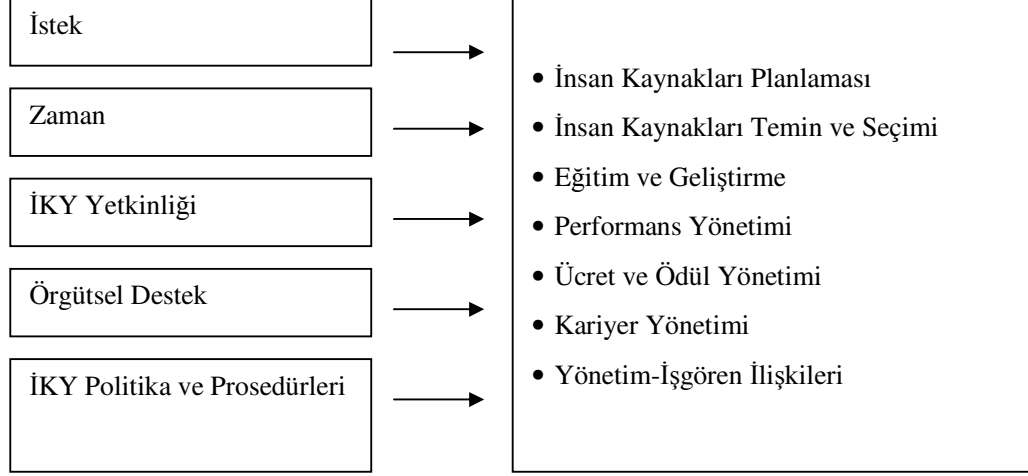 İstek
Zaman
İKY Yetkinliği
Örgütsel Destek
İKY Politika ve Prosedürleri
• İnsan Kaynakları Planlaması
• İnsan Kaynakları Temin ve Seçimi
• Eğitim ve Geliştirme
• Performans Yönetimi
• Ücret ve Ödül Yönetimi
• Kariyer Yönetimi
• Yönetim-İşgören İlişkileri